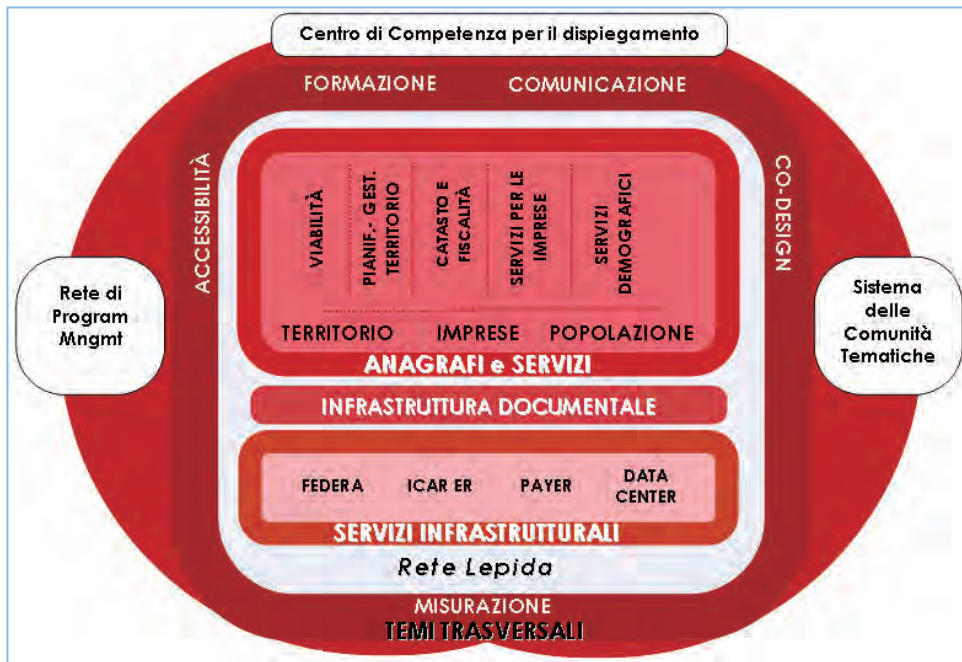 Centro di Competenza per il dispiegamento
FORMAZIONE COMUNICAZIONE
ACCESSIBILITÀ
CO-DESIGN
VIABILITÀ
PIANIF.- GEST.
TERRITORIO
CATASTO E
FISCALITÀ
SERVIZI PER LE
IMPRESE
SERVIZI
DEMOGRAFICI
Rete di
Program
Mngmt
Sistema
delle
Comunità
Tematiche
TERRITORIO IMPRESE POPOLAZIONE
ANAGRAFI e SERVIZI
INFRASTRUTTURA DOCUMENTALE
FEDERA ICAR ER PAYER DATA
CENTER
SERVIZI INFRASTRUTTURALI
Rete Lepida
MISURAZIONE
TEMI TRASVERSALI